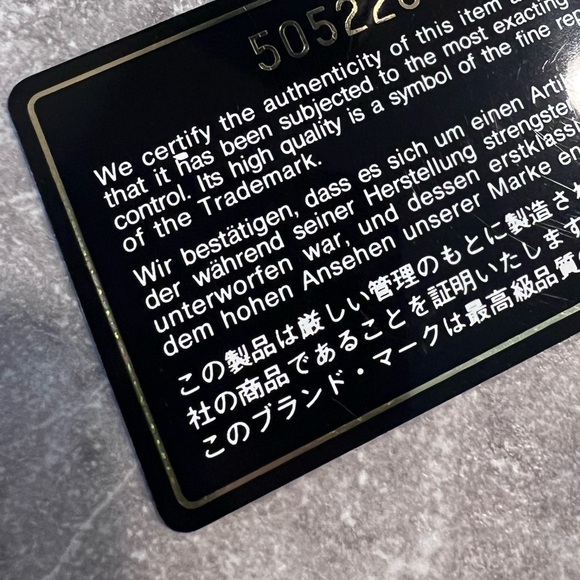 505226
We certify the authenticity of this item
that it has been subjected to the most exacting
control. Its high quality is a symbol of the fine
of the Trademark.
Wir bestätigen, dass es sich um einen
der während seiner Herstellung
unterworfen war, und dessen
dem hohen Ansehen unserer Marke
この製品は厳しい管理のもとに製造さ
社の商品であることを証明いたします
このブランド・マークは最高級品質